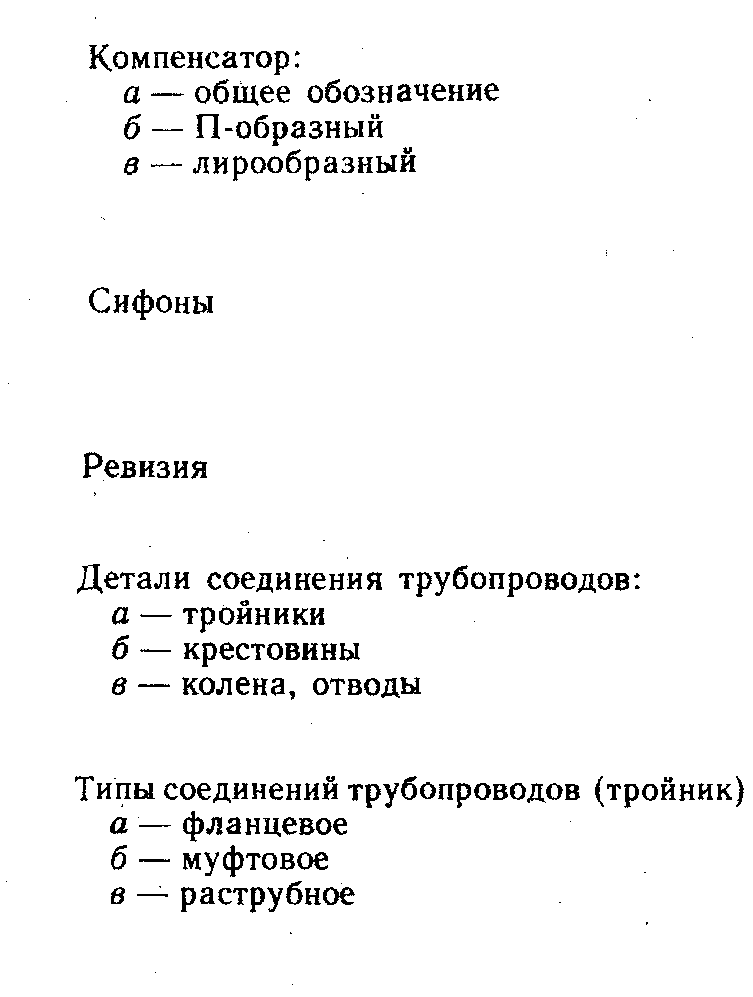 Компенсатор:
а — общее обозначение
б — П-образный
в — лирообразный
Сифоны
Ревизия
Детали соединения трубопроводов:
а — тройники
б — крестовины
в — колена, отводы
Типы соединений трубопроводов (тройник)
а — фланцевое
б — муфтовое
в — раструбное